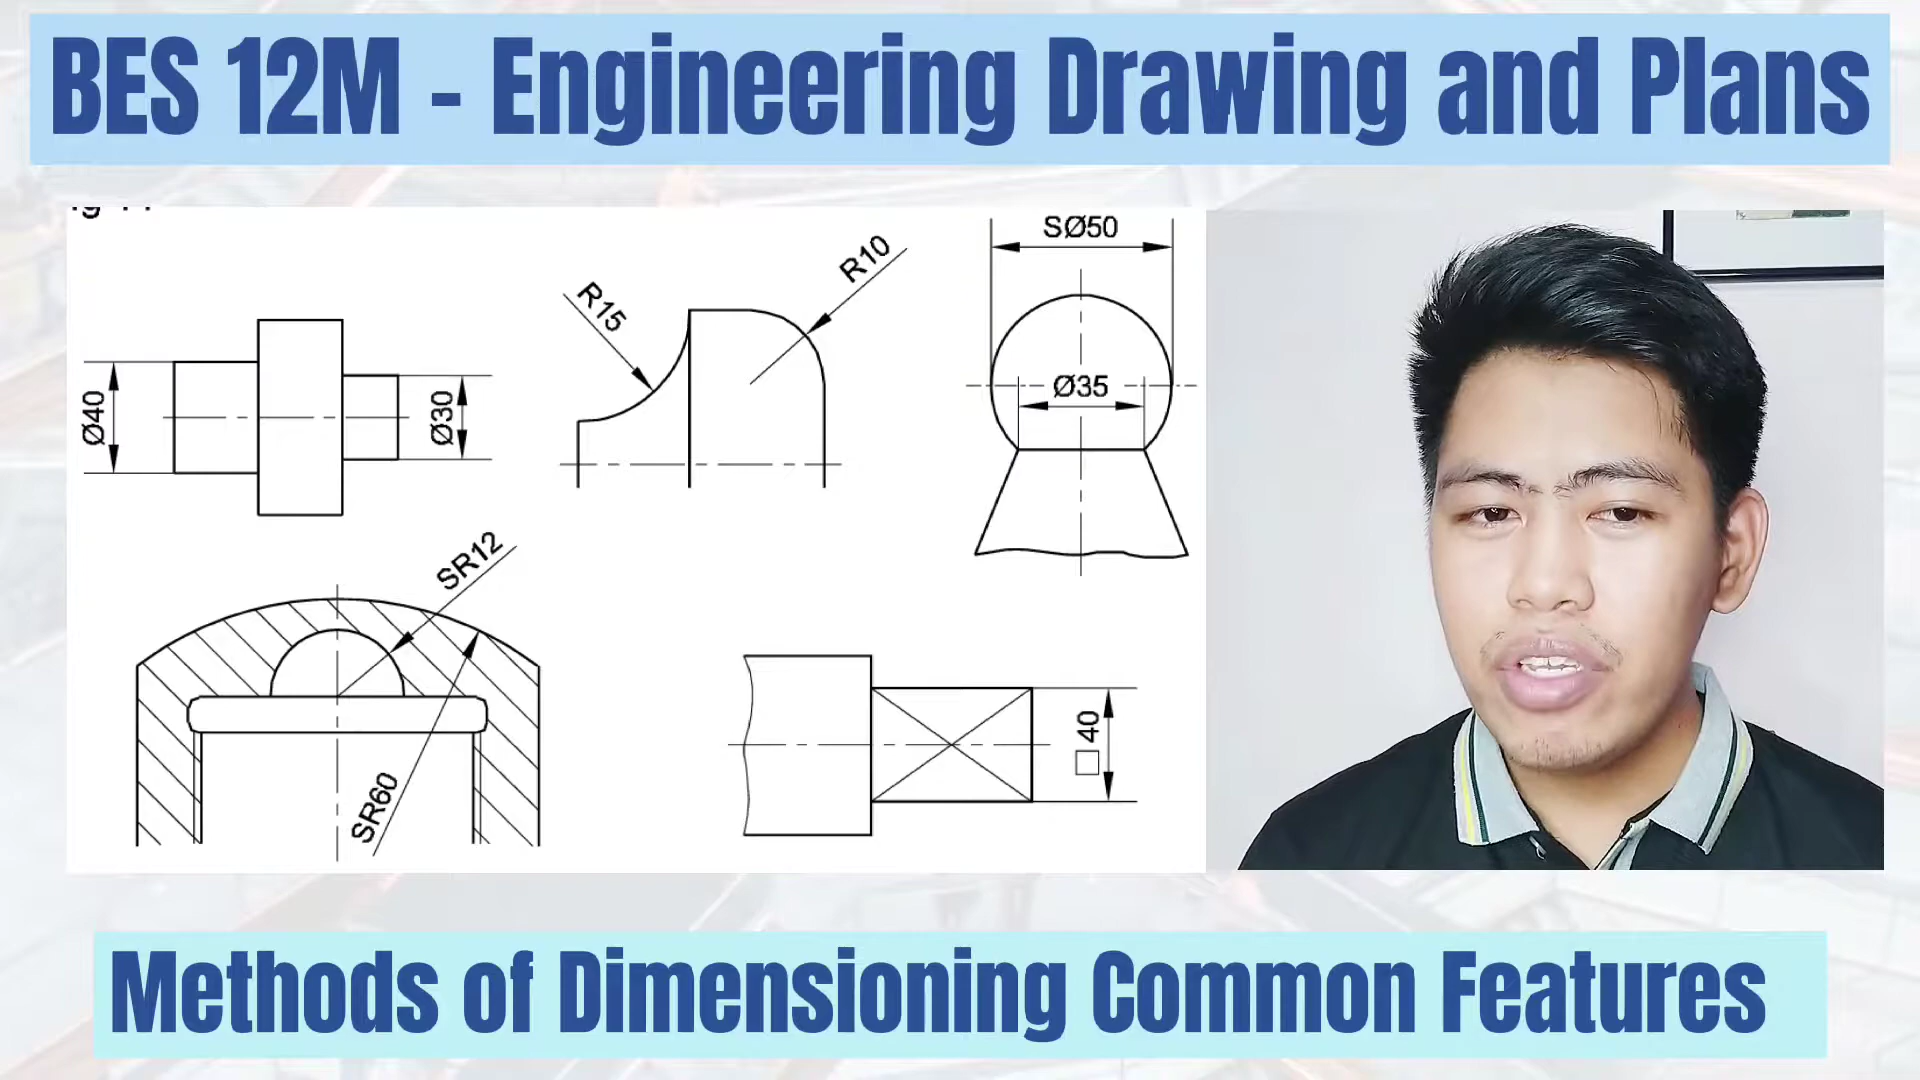 BES 12M - Engineering Drawing and Plans
SØ50
R10
R15
Ø35
Ø40
Ø30
SR12
SR60
□ 40
Methods of Dimensioning Common Features